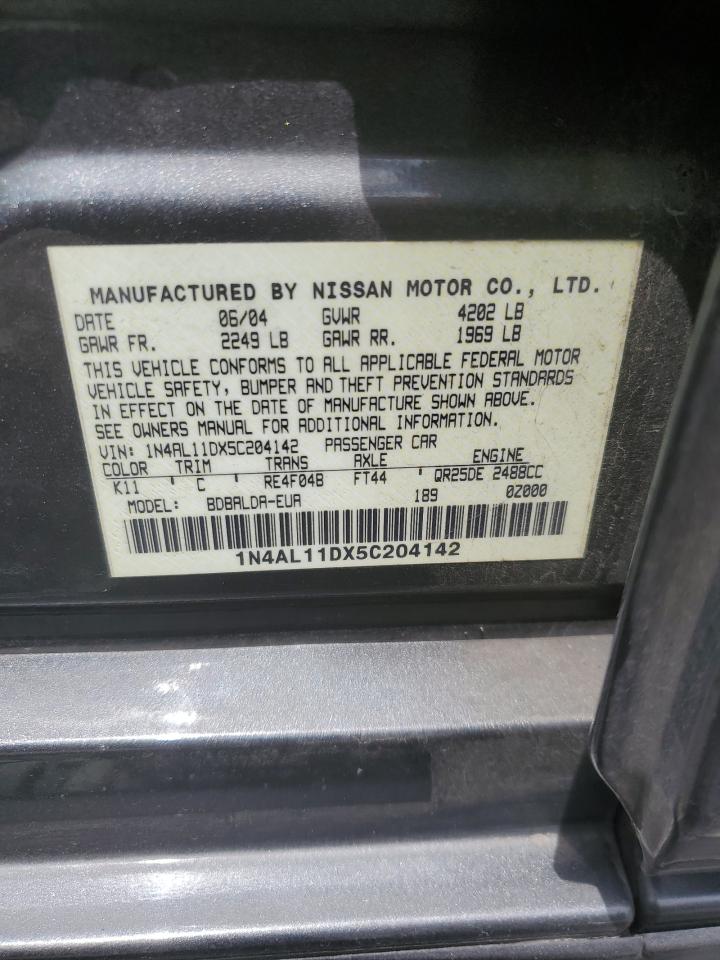 MANUFACTURED BY NISSAN MOTOR CO., LTD.
DATE 06/04 GVWR 4202 LB
GAWR FR. 2249 LB GAWR RR. 1969 LB
THIS VEHICLE CONFORMS TO ALL APPLICABLE FEDERAL MOTOR
VEHICLE SAFETY, BUMPER AND THEFT PREVENTION STANDARDS
IN EFFECT ON THE DATE OF MANUFACTURE SHOWN ABOVE.
SEE OWNERS MANUAL FOR ADDITIONAL INFORMATION.
VIN: 1N4AL11DX5C204142 PASSENGER CAR
COLOR TRIM TRANS AXLE ENGINE
K11 C RE4F04B FT44 QR25DE 2488CC
MODEL: BDBALDA-EUA 189 0Z000
1N4AL11DX5C204142